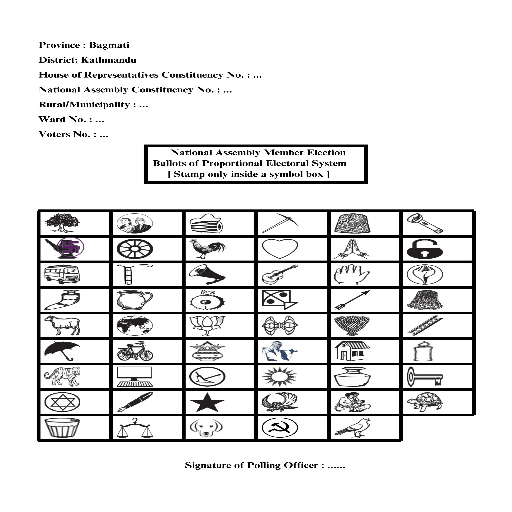 Province : Bagmati
District: Kathmandu
House of Representatives Constituency No. : ...
National Assembly Constituency No. : ...
Rural/Municipality : ...
Ward No. : ...
Voters No. : ...
National Assembly Member Election
Ballots of Proportional Electoral System
[ Stamp only inside a symbol box ]
Signature of Polling Officer : ......